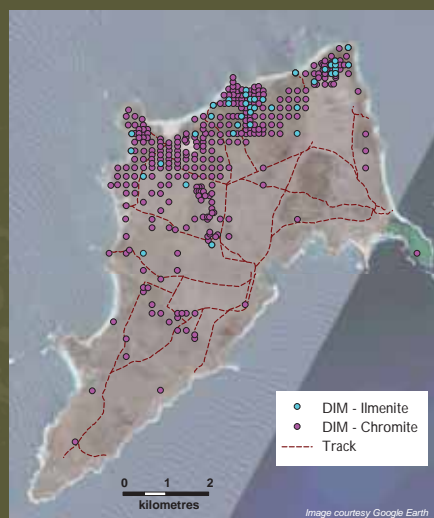 DIM - Ilmenite
DIM - Chromite
Track
0 1 2
kilometres
Image courtesy Google Earth